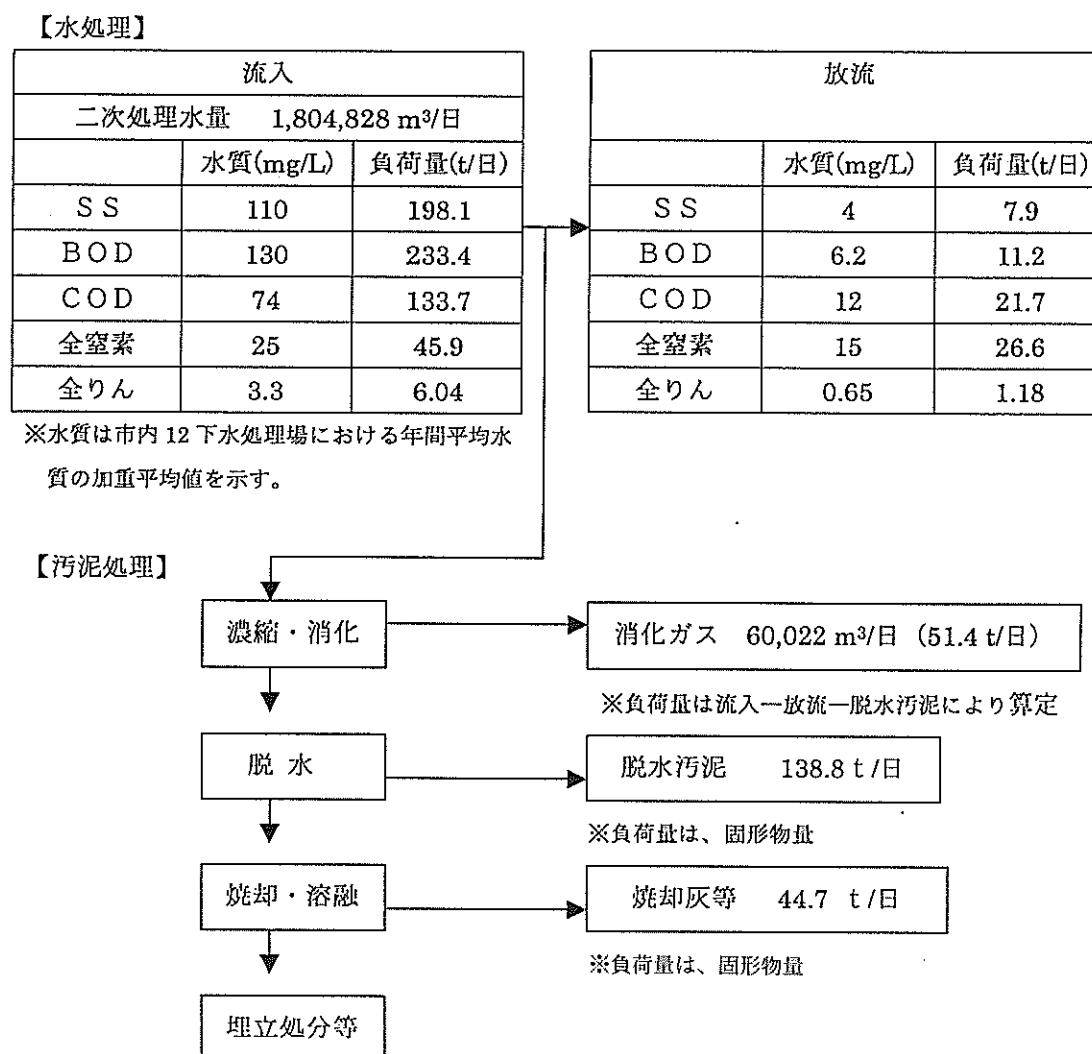 【水処理】
流入
二次処理水量 1,804,828 m³/日
水質(mg/L) 負荷量(t/日)
ＳＳ 110 198.1
ＢＯＤ 130 233.4
ＣＯＤ 74 133.7
全窒素 25 45.9
全りん 3.3 6.04
※水質は市内 12 下水処理場における年間平均水
質の加重平均値を示す。
放流
水質(mg/L) 負荷量(t/日)
ＳＳ 4 7.9
ＢＯＤ 6.2 11.2
ＣＯＤ 12 21.7
全窒素 15 26.6
全りん 0.65 1.18
【汚泥処理】
濃縮・消化
消化ガス 60,022 m³/日（51.4 t/日）
※負荷量は流入―放流―脱水汚泥により算定
脱 水
脱水汚泥 138.8ｔ/日
※負荷量は、固形物量
焼却・溶融
焼却灰等 44.7 ｔ/日
※負荷量は、固形物量
埋立処分等